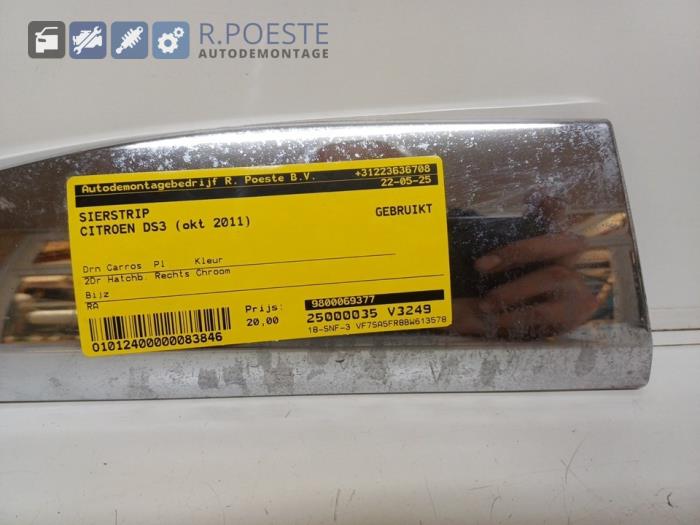 R.POESTE
AUTODEMONTAGE
Autodemontagebedrijf R. Poeste B.V. +31223636708
22-05-25
SIERSTRIP
CITROEN DS3 (okt 2011) GEBRUIKT
Drn Carros Pl Kleur
2Dr Hatchb. Rechts Chroom
Bijz
RA
Prijs: 9800069377
20,00 25000035 V3249
18-SNF-3 VF7SA5FR8BW613578
01012400000083846